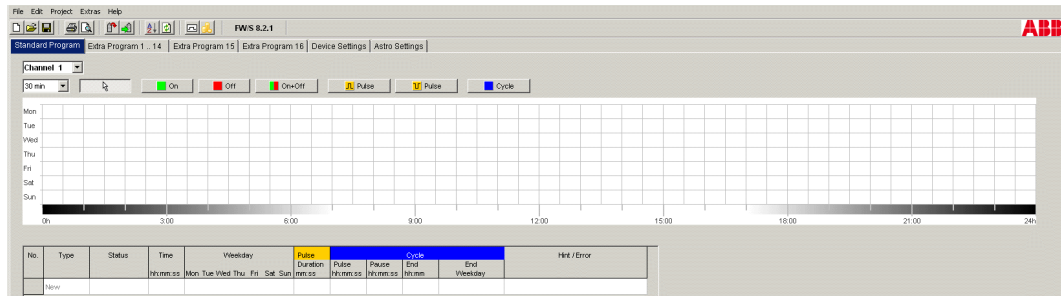 File Edit Project Extras Help
FW/S 8.2.1
ABB
Standard Program Extra Program 1 .. 14 Extra Program 15 Extra Program 16 Device Settings Astro Settings
Channel 1
30 min On Off On+Off Pulse Pulse Cycle
Mon
Tue
Wed
Thu
Fri
Sat
Sun
0h 3:00 6:00 9:00 12:00 15:00 18:00 21:00 24h
No. Type Status Time Weekday Pulse Cycle Hint / Error
Duration Pulse Pause End End
hh:mm:ss Mon Tue Wed Thu Fri Sat Sun mm:ss hh:mm:ss hh:mm:ss hh:mm Weekday
New